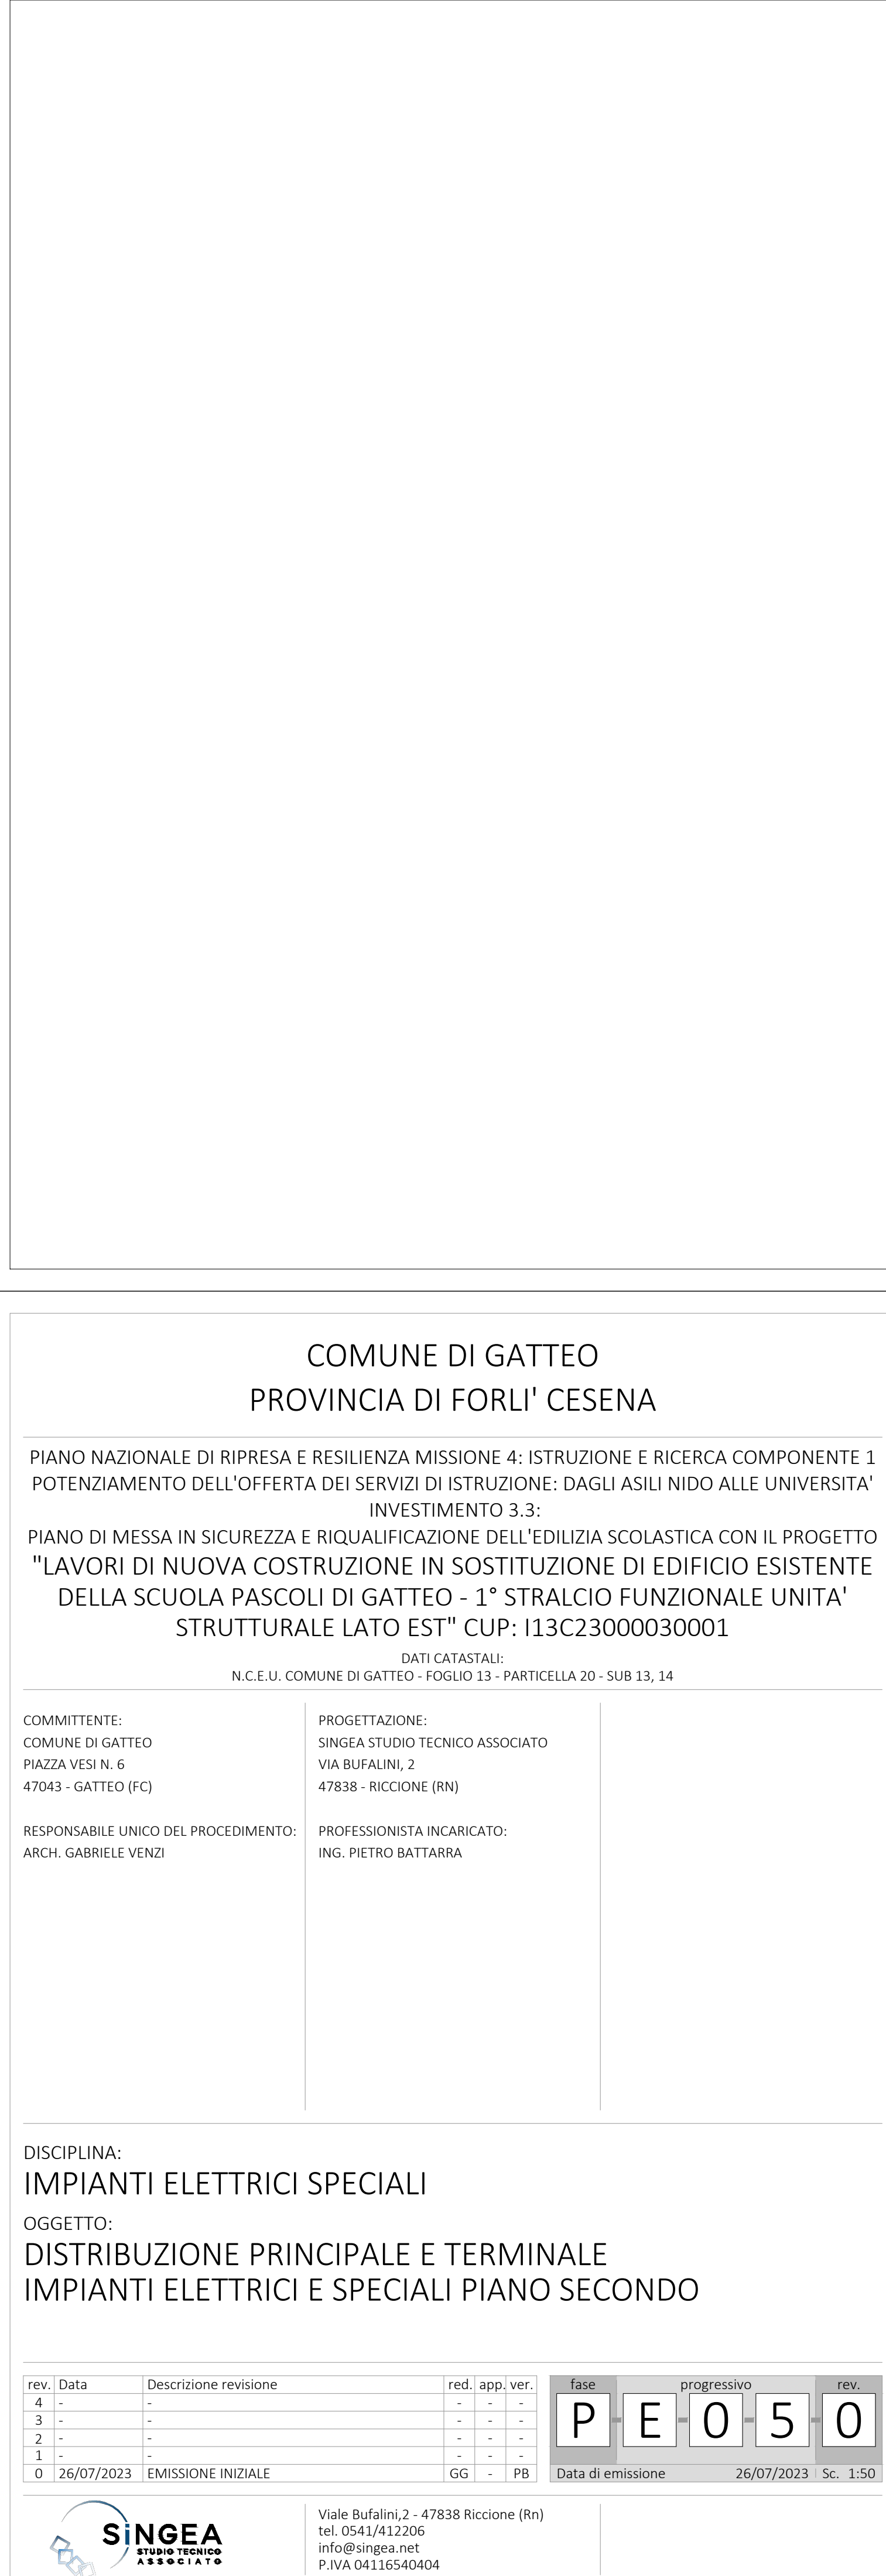 COMUNE DI GATTEO
PROVINCIA DI FORLI' CESENA
PIANO NAZIONALE DI RIPRESA E RESILIENZA MISSIONE 4: ISTRUZIONE E RICERCA COMPONENTE 1
POTENZIAMENTO DELL'OFFERTA DEI SERVIZI DI ISTRUZIONE: DAGLI ASILI NIDO ALLE UNIVERSITA'
INVESTIMENTO 3.3:
PIANO DI MESSA IN SICUREZZA E RIQUALIFICAZIONE DELL'EDILIZIA SCOLASTICA CON IL PROGETTO
"LAVORI DI NUOVA COSTRUZIONE IN SOSTITUZIONE DI EDIFICIO ESISTENTE
DELLA SCUOLA PASCOLI DI GATTEO - 1° STRALCIO FUNZIONALE UNITA'
STRUTTURALE LATO EST" CUP: I13C23000030001
DATI CATASTALI:
N.C.E.U. COMUNE DI GATTEO - FOGLIO 13 - PARTICELLA 20 - SUB 13, 14
COMMITTENTE:
COMUNE DI GATTEO
PIAZZA VESI N. 6
47043 - GATTEO (FC)
RESPONSABILE UNICO DEL PROCEDIMENTO:
ARCH. GABRIELE VENZI
PROGETTAZIONE:
SINGEA STUDIO TECNICO ASSOCIATO
VIA BUFALINI, 2
47838 - RICCIONE (RN)
PROFESSIONISTA INCARICATO:
ING. PIETRO BATTARRA
DISCIPLINA:
IMPIANTI ELETTRICI SPECIALI
OGGETTO:
DISTRIBUZIONE PRINCIPALE E TERMINALE
IMPIANTI ELETTRICI E SPECIALI PIANO SECONDO
rev. Data Descrizione revisione red. app. ver.
4 - - - - -
3 - - - - -
2 - - - - -
1 - - - - -
0 26/07/2023 EMISSIONE INIZIALE GG - PB
fase progressivo rev.
P - E - 0 - 5 - 0
Data di emissione 26/07/2023 Sc. 1:50
SiNGEA
STUDIO TECNICO
ASSOCIATO
Viale Bufalini,2 - 47838 Riccione (Rn)
tel. 0541/412206
info@singea.net
P.IVA 04116540404